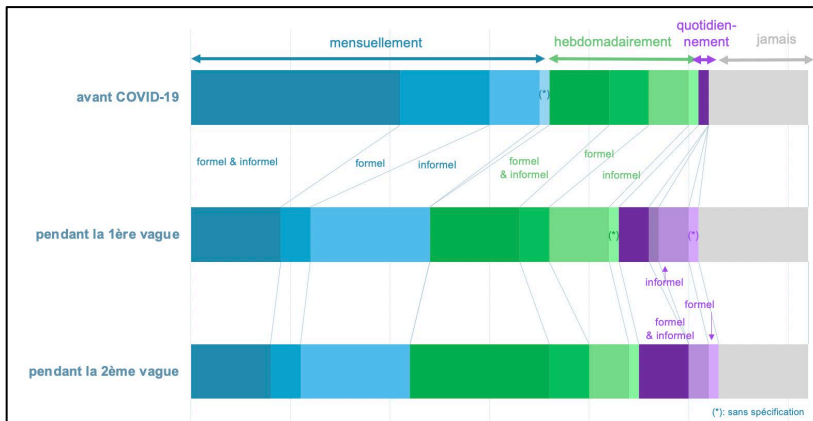 mensuellement
hebdomadairement
quotidien-
nement
jamais
avant COVID-19
(*)
formel & informel
formel
informel
formel
& informel
formel
informel
pendant la 1ère vague
(*)
(*)
informel
formel
formel
& informel
pendant la 2ème vague
(*): sans spécification